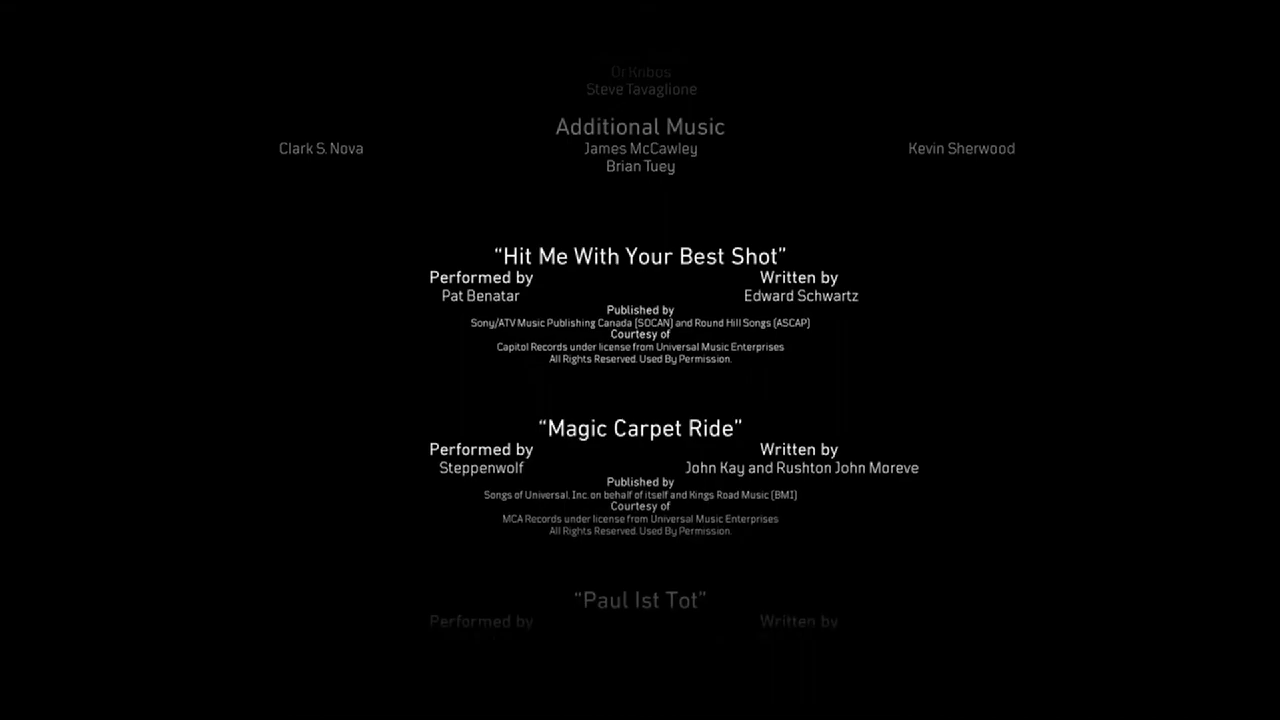 Or Kribos
Steve Tavaglione
Additional Music
Clark S. Nova James McCawley Kevin Sherwood
Brian Tuey
“Hit Me With Your Best Shot”
Performed by Written by
Pat Benatar Edward Schwartz
Published by
Sony/ATV Music Publishing Canada (SOCAN) and Round Hill Songs (ASCAP)
Courtesy of
Capitol Records under license from Universal Music Enterprises
All Rights Reserved. Used By Permission.
“Magic Carpet Ride”
Performed by Written by
Steppenwolf John Kay and Rushton John Moreve
Published by
Songs of Universal, Inc. on behalf of itself and Kings Road Music (BMI)
Courtesy of
MCA Records under license from Universal Music Enterprises
All Rights Reserved. Used By Permission.
“Paul Ist Tot”
Performed by Written by